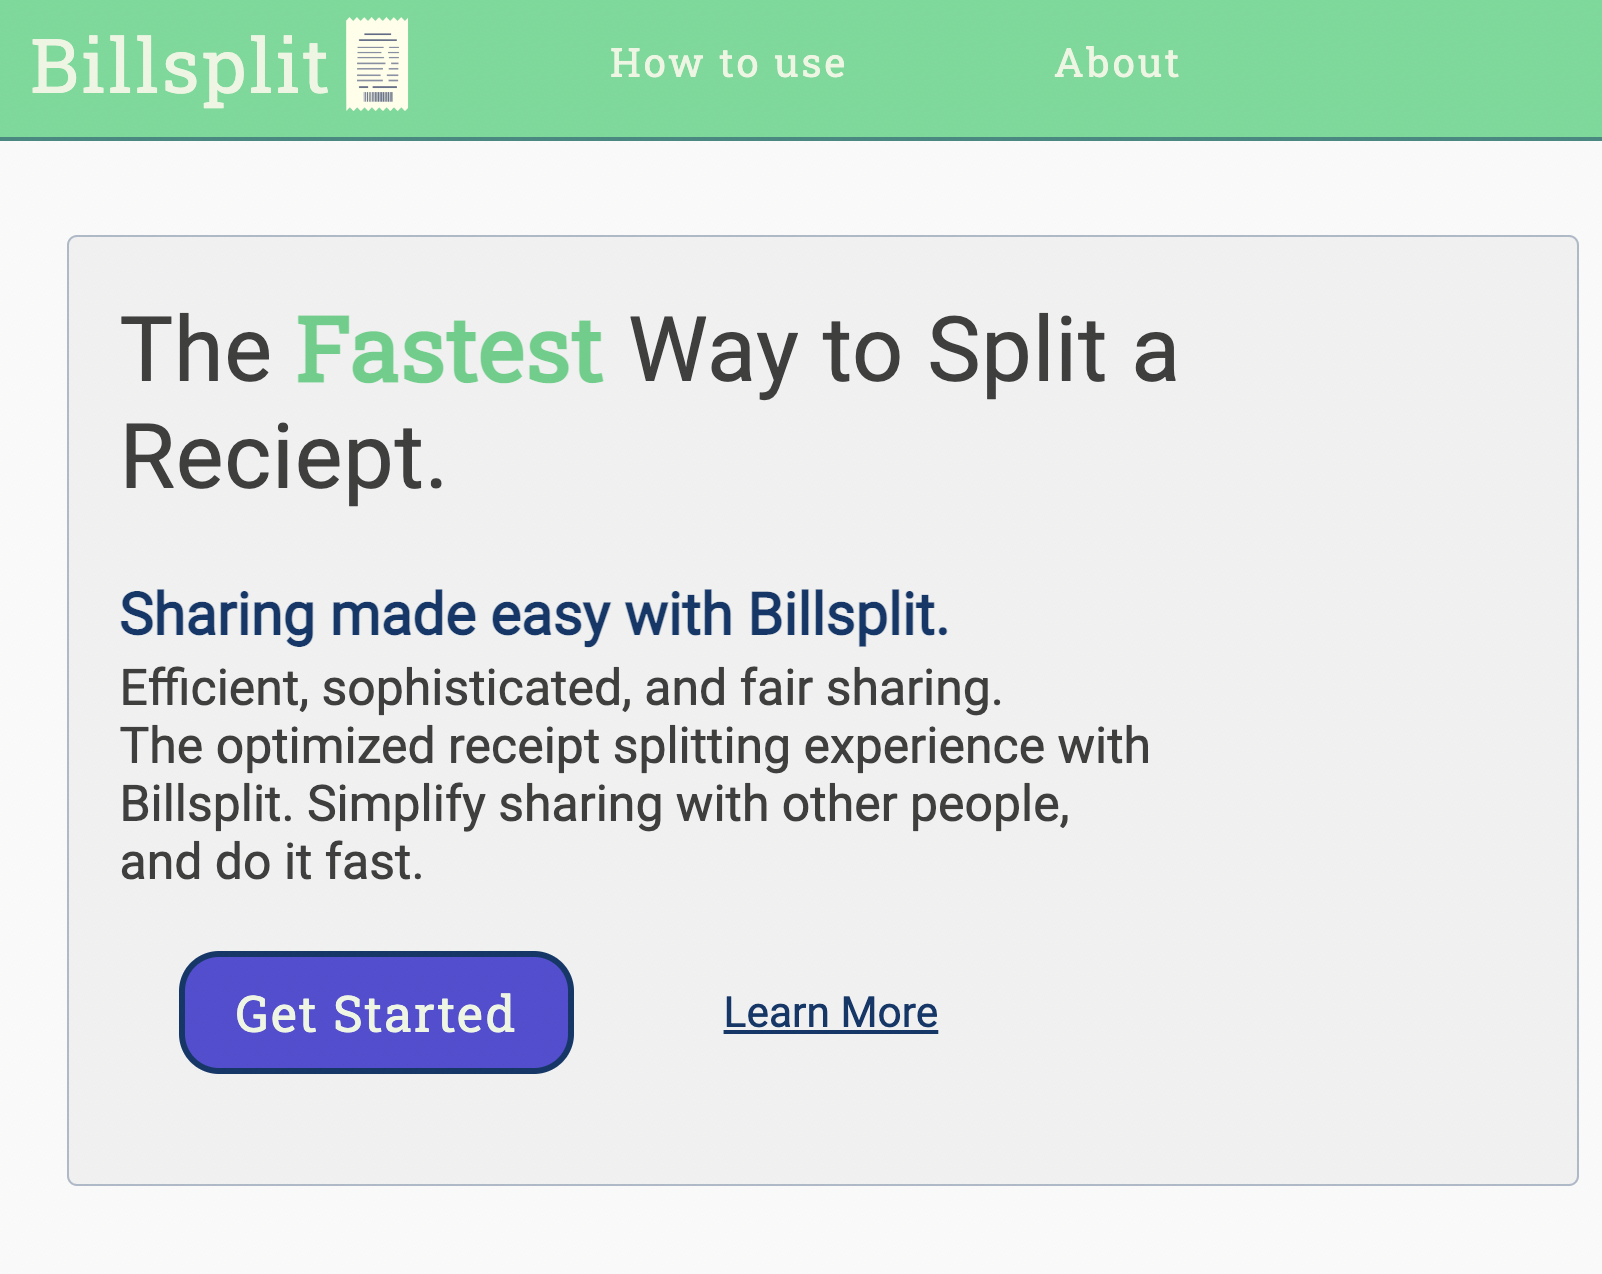 Billsplit
How to use
About
The Fastest Way to Split a
Reciept.
Sharing made easy with Billsplit.
Efficient, sophisticated, and fair sharing.
The optimized receipt splitting experience with
Billsplit. Simplify sharing with other people,
and do it fast.
Get Started
Learn More